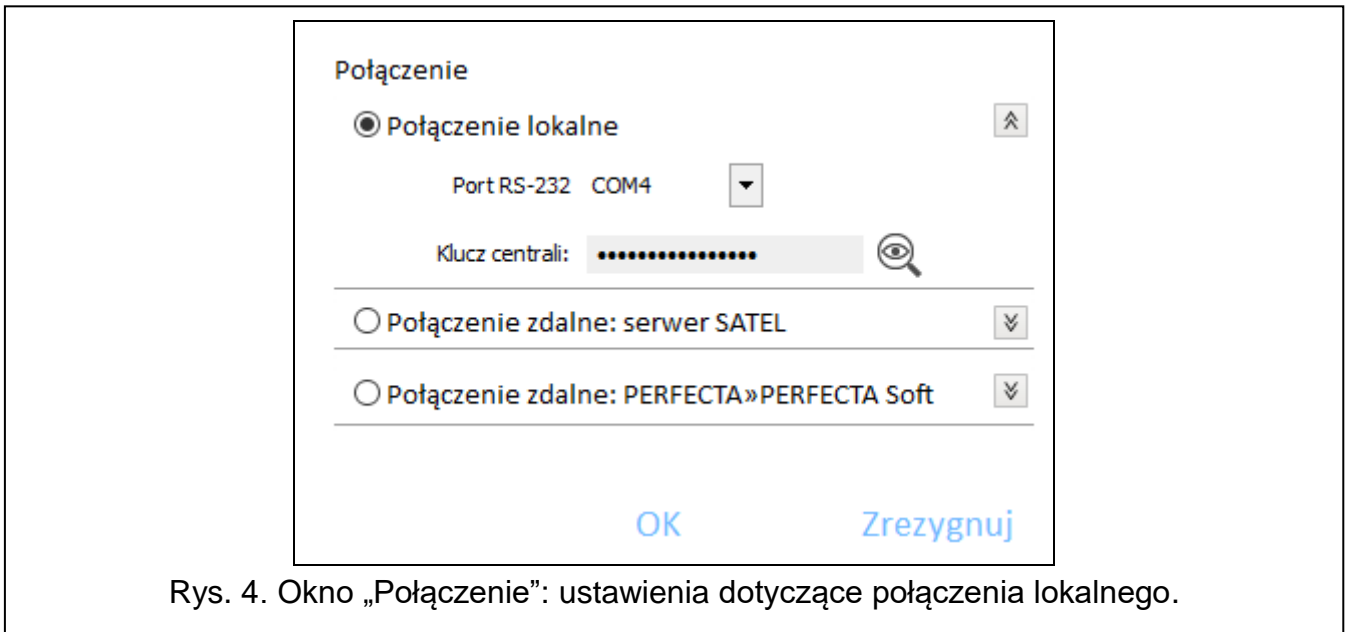 Połączenie
Połączenie lokalne
Port RS-232 COM4
Klucz centrali: ••••••••••••••••
Połączenie zdalne: serwer SATEL
Połączenie zdalne: PERFECTA»PERFECTA Soft
OK Zrezygnuj
Rys. 4. Okno „Połączenie”: ustawienia dotyczące połączenia lokalnego.